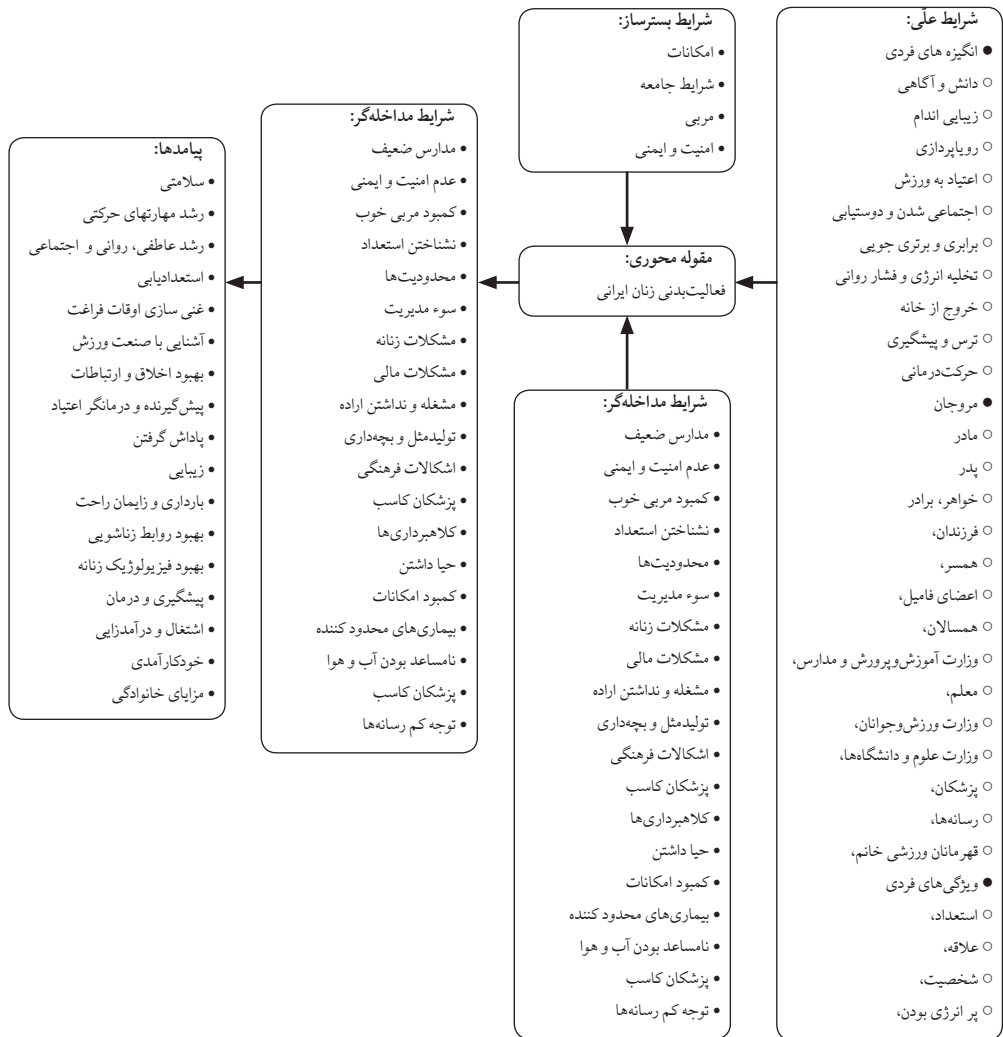 شرایط علّی:
● انگیزه های فردی
○ دانش و آگاهی
○ زیبایی اندام
○ رویاپردازی
○ اعتیاد به ورزش
○ اجتماعی شدن و دوستیابی
○ برابری و برتری جویی
○ تخلیه انرژی و فشار روانی
○ خروج از خانه
○ ترس و پیشگیری
○ حرکت‌درمانی
● مروجان
○ مادر
○ پدر
○ خواهر، برادر
○ فرزندان،
○ همسر،
○ اعضای فامیل،
○ همسالان،
○ وزارت آموزش‌وپرورش و مدارس،
○ معلم،
○ وزارت ورزش‌وجوانان،
○ وزارت علوم و دانشگاه‌ها،
○ پزشکان،
○ رسانه‌ها،
○ قهرمانان ورزشی خانم،
● ویژگی‌های فردی
○ استعداد،
○ علاقه،
○ شخصیت،
○ پر انرژی بودن،
شرایط بسترساز:
• امکانات
• شرایط جامعه
• مربی
• امنیت و ایمنی
مقوله محوری:
فعالیت‌بدنی زنان ایرانی
شرایط مداخله‌گر:
• مدارس ضعیف
• عدم امنیت و ایمنی
• کمبود مربی خوب
• نشناختن استعداد
• محدودیت‌ها
• سوء مدیریت
• مشکلات زنانه
• مشکلات مالی
• مشغله و نداشتن اراده
• تولیدمثل و بچه‌داری
• اشکالات فرهنگی
• پزشکان کاسب
• کلاهبرداری‌ها
• حیا داشتن
• کمبود امکانات
• بیماری‌های محدود کننده
• نامساعد بودن آب و هوا
• پزشکان کاسب
• توجه کم رسانه‌ها
شرایط مداخله‌گر:
• مدارس ضعیف
• عدم امنیت و ایمنی
• کمبود مربی خوب
• نشناختن استعداد
• محدودیت‌ها
• سوء مدیریت
• مشکلات زنانه
• مشکلات مالی
• مشغله و نداشتن اراده
• تولیدمثل و بچه‌داری
• اشکالات فرهنگی
• پزشکان کاسب
• کلاهبرداری‌ها
• حیا داشتن
• کمبود امکانات
• بیماری‌های محدود کننده
• نامساعد بودن آب و هوا
• پزشکان کاسب
• توجه کم رسانه‌ها
پیامدها:
• سلامتی
• رشد مهارتهای حرکتی
• رشد عاطفی، روانی و اجتماعی
• استعدادیابی
• غنی سازی اوقات فراغت
• آشنایی با صنعت ورزش
• بهبود اخلاق و ارتباطات
• پیش‌گیرنده و درمانگر اعتیاد
• پاداش گرفتن
• زیبایی
• بارداری و زایمان راحت
• بهبود روابط زناشویی
• بهبود فیزیولوژیک زنانه
• پیشگیری و درمان
• اشتغال و درآمدزایی
• خودکارآمدی
• مزایای خانوادگی